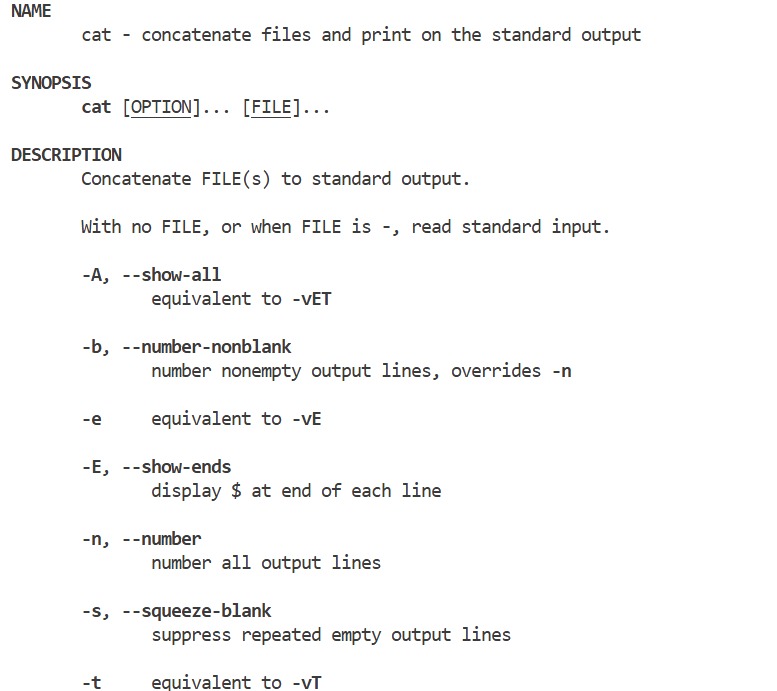 NAME
cat - concatenate files and print on the standard output
SYNOPSIS
cat [OPTION]... [FILE]...
DESCRIPTION
Concatenate FILE(s) to standard output.
With no FILE, or when FILE is -, read standard input.
-A, --show-all
equivalent to -vET
-b, --number-nonblank
number nonempty output lines, overrides -n
-e equivalent to -vE
-E, --show-ends
display $ at end of each line
-n, --number
number all output lines
-s, --squeeze-blank
suppress repeated empty output lines
-t equivalent to -vT